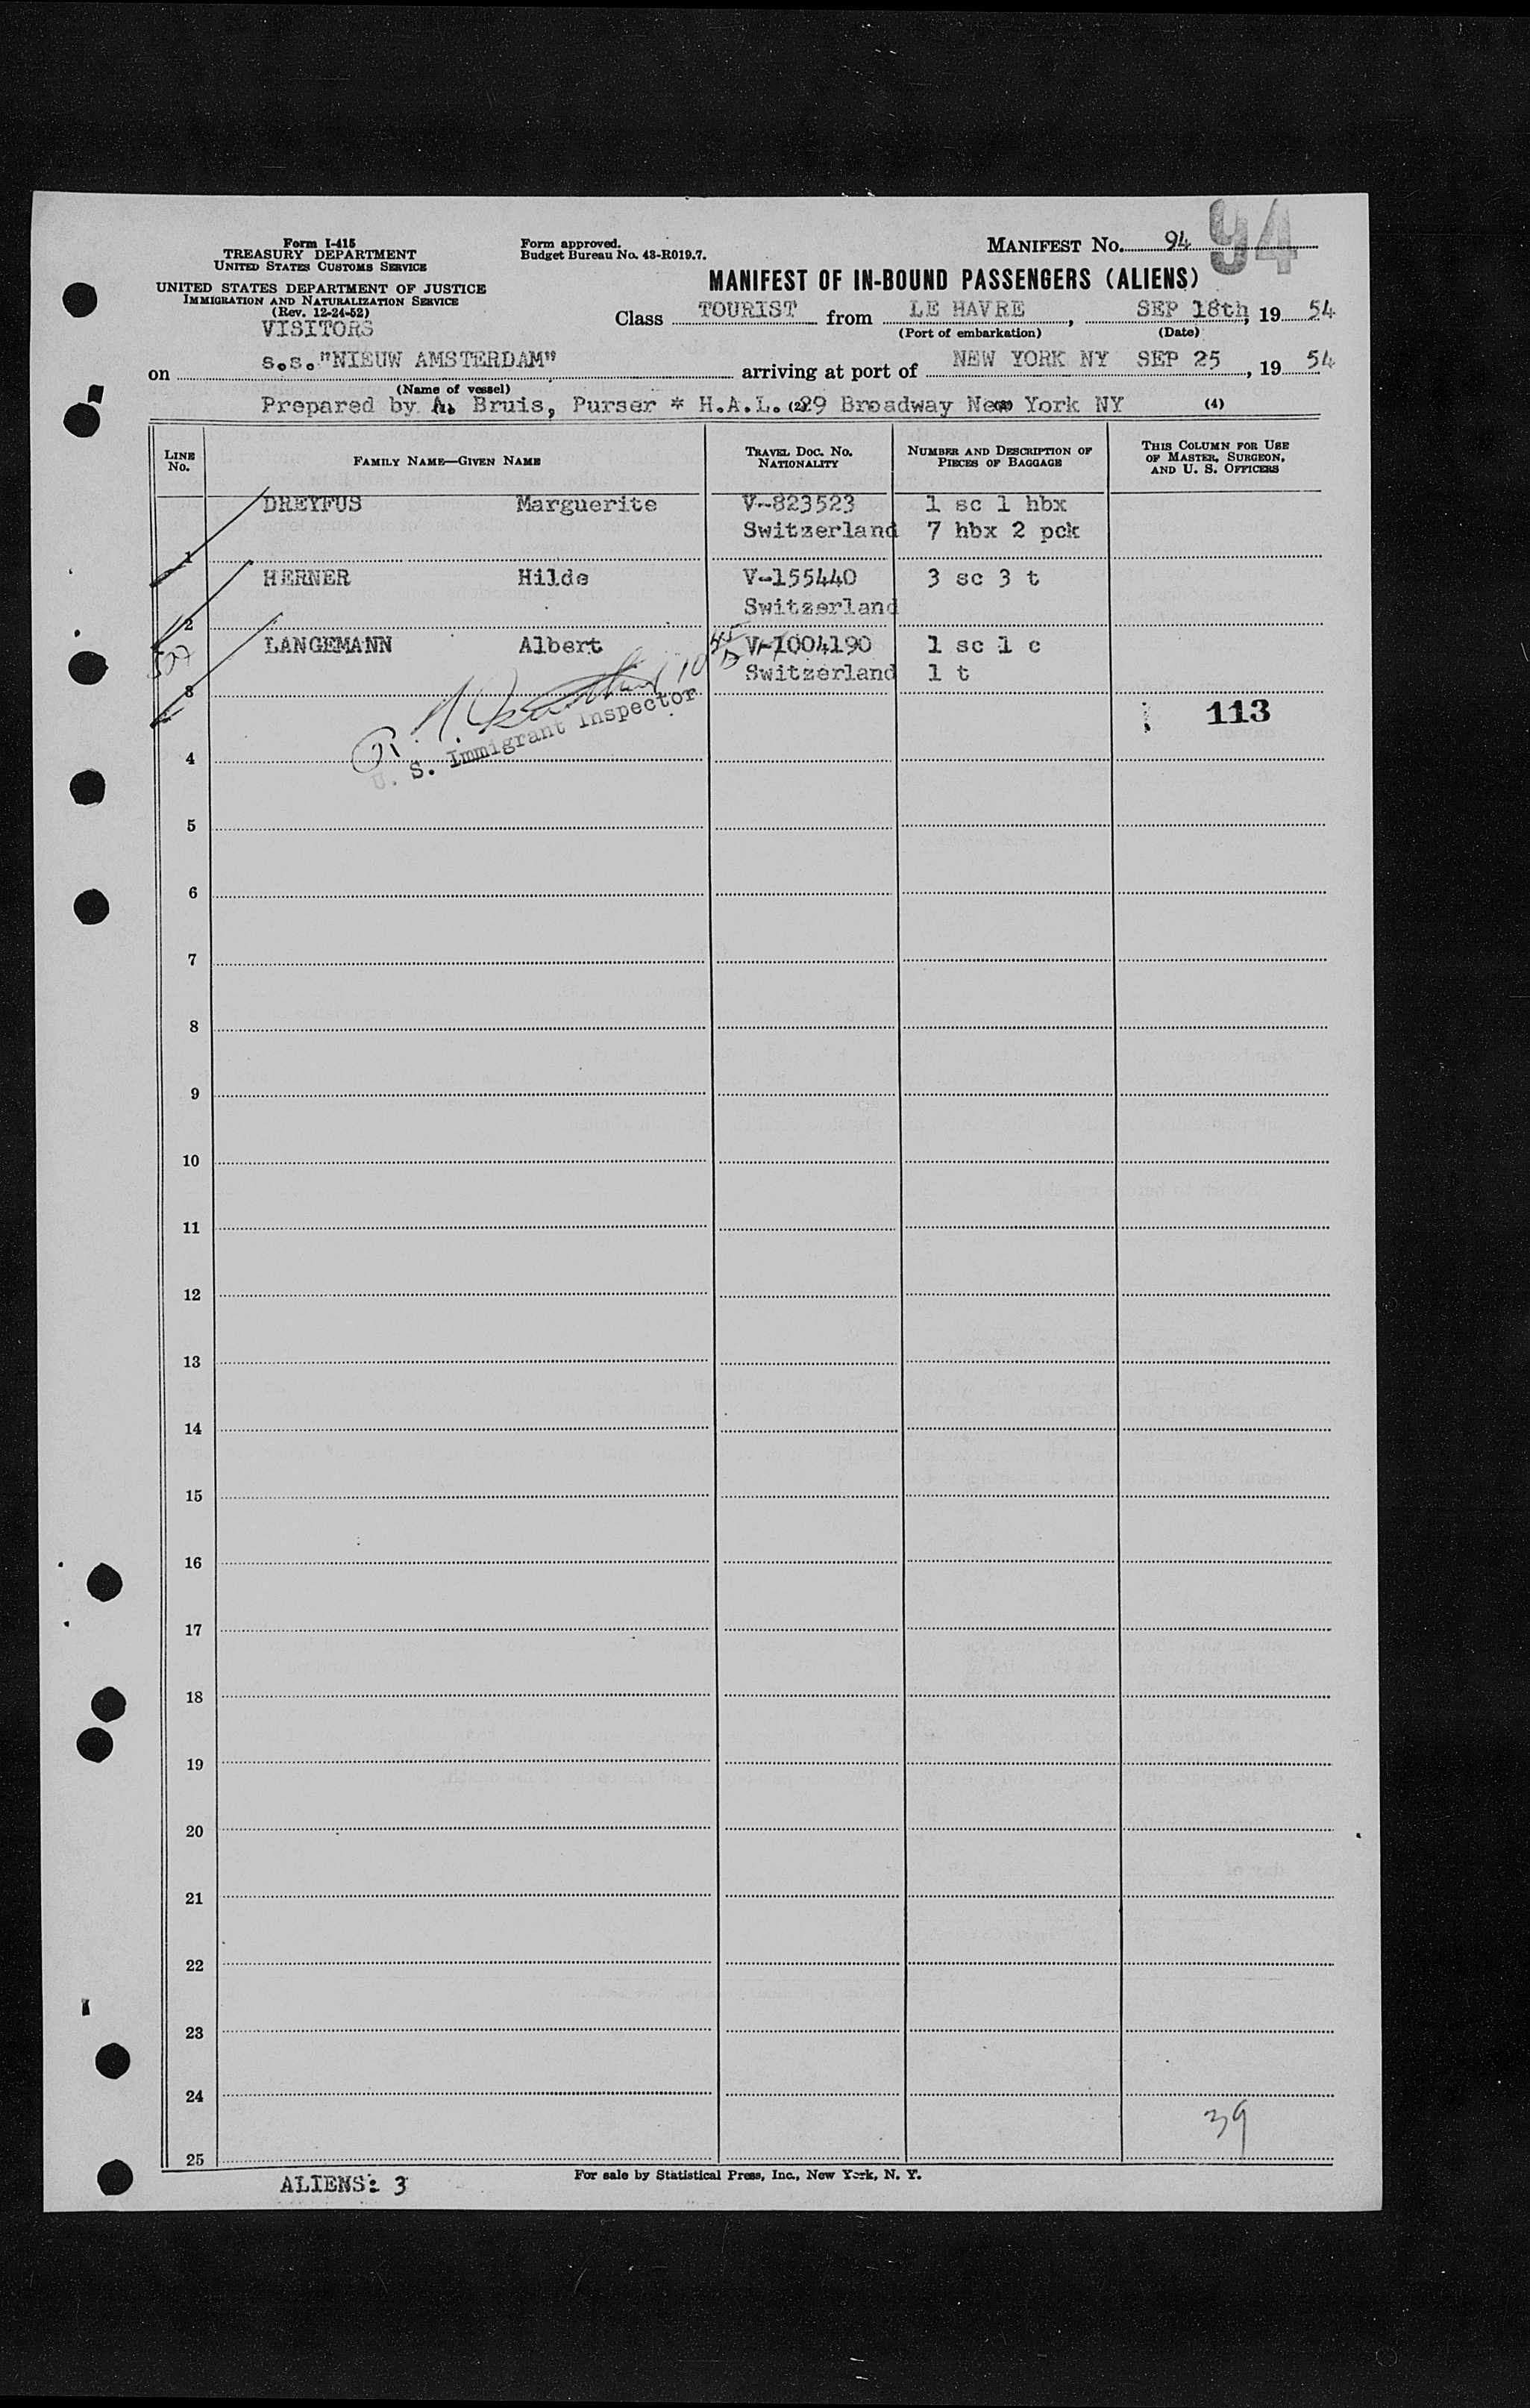 94
Form I-415
TREASURY DEPARTMENT
UNITED STATES CUSTOMS SERVICE
UNITED STATES DEPARTMENT OF JUSTICE
IMMIGRATION AND NATURALIZATION SERVICE
(Rev. 12-24-52)
VISITORS
Form approved.
Budget Bureau No. 43-R019.7.
MANIFEST NO. 94
MANIFEST OF IN-BOUND PASSENGERS (ALIENS)
Class TOURIST from LE HAVRE, SEP 18th, 19 54
(Port of embarkation) (Date)
on s.s."NIEUW AMSTERDAM" arriving at port of NEW YORK NY SEP 25, 19 54
(Name of vessel)
Prepared by A. Bruis, Purser * H.A.L. (2) 29 Broadway New York NY (4)
LINE No. FAMILY NAME—GIVEN NAME TRAVEL DOC. NO. NATIONALITY NUMBER AND DESCRIPTION OF PIECES OF BAGGAGE THIS COLUMN FOR USE OF MASTER, SURGEON, AND U. S. OFFICERS
DREYFUS Marguerite V-823523 1 sc 1 hbx
1 Switzerland 7 hbx 2 pck
HERNER Hilde V-155440 3 sc 3 t
2 Switzerland
LANGEMANN Albert V-1004190 1 sc 1 c
3 Switzerland 1 t
113
U. S. Immigrant Inspector
4
5
6
7
8
9
10
11
12
13
14
15
16
17
18
19
20
21
22
23
24
39
25
ALIENS: 3
For sale by Statistical Press, Inc., New York, N. Y.